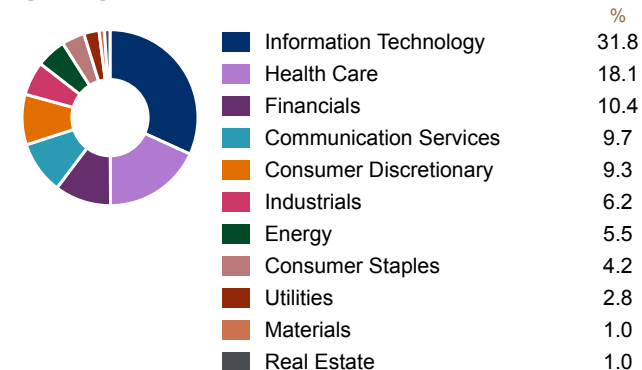 %
Information Technology 31.8
Health Care 18.1
Financials 10.4
Communication Services 9.7
Consumer Discretionary 9.3
Industrials 6.2
Energy 5.5
Consumer Staples 4.2
Utilities 2.8
Materials 1.0
Real Estate 1.0